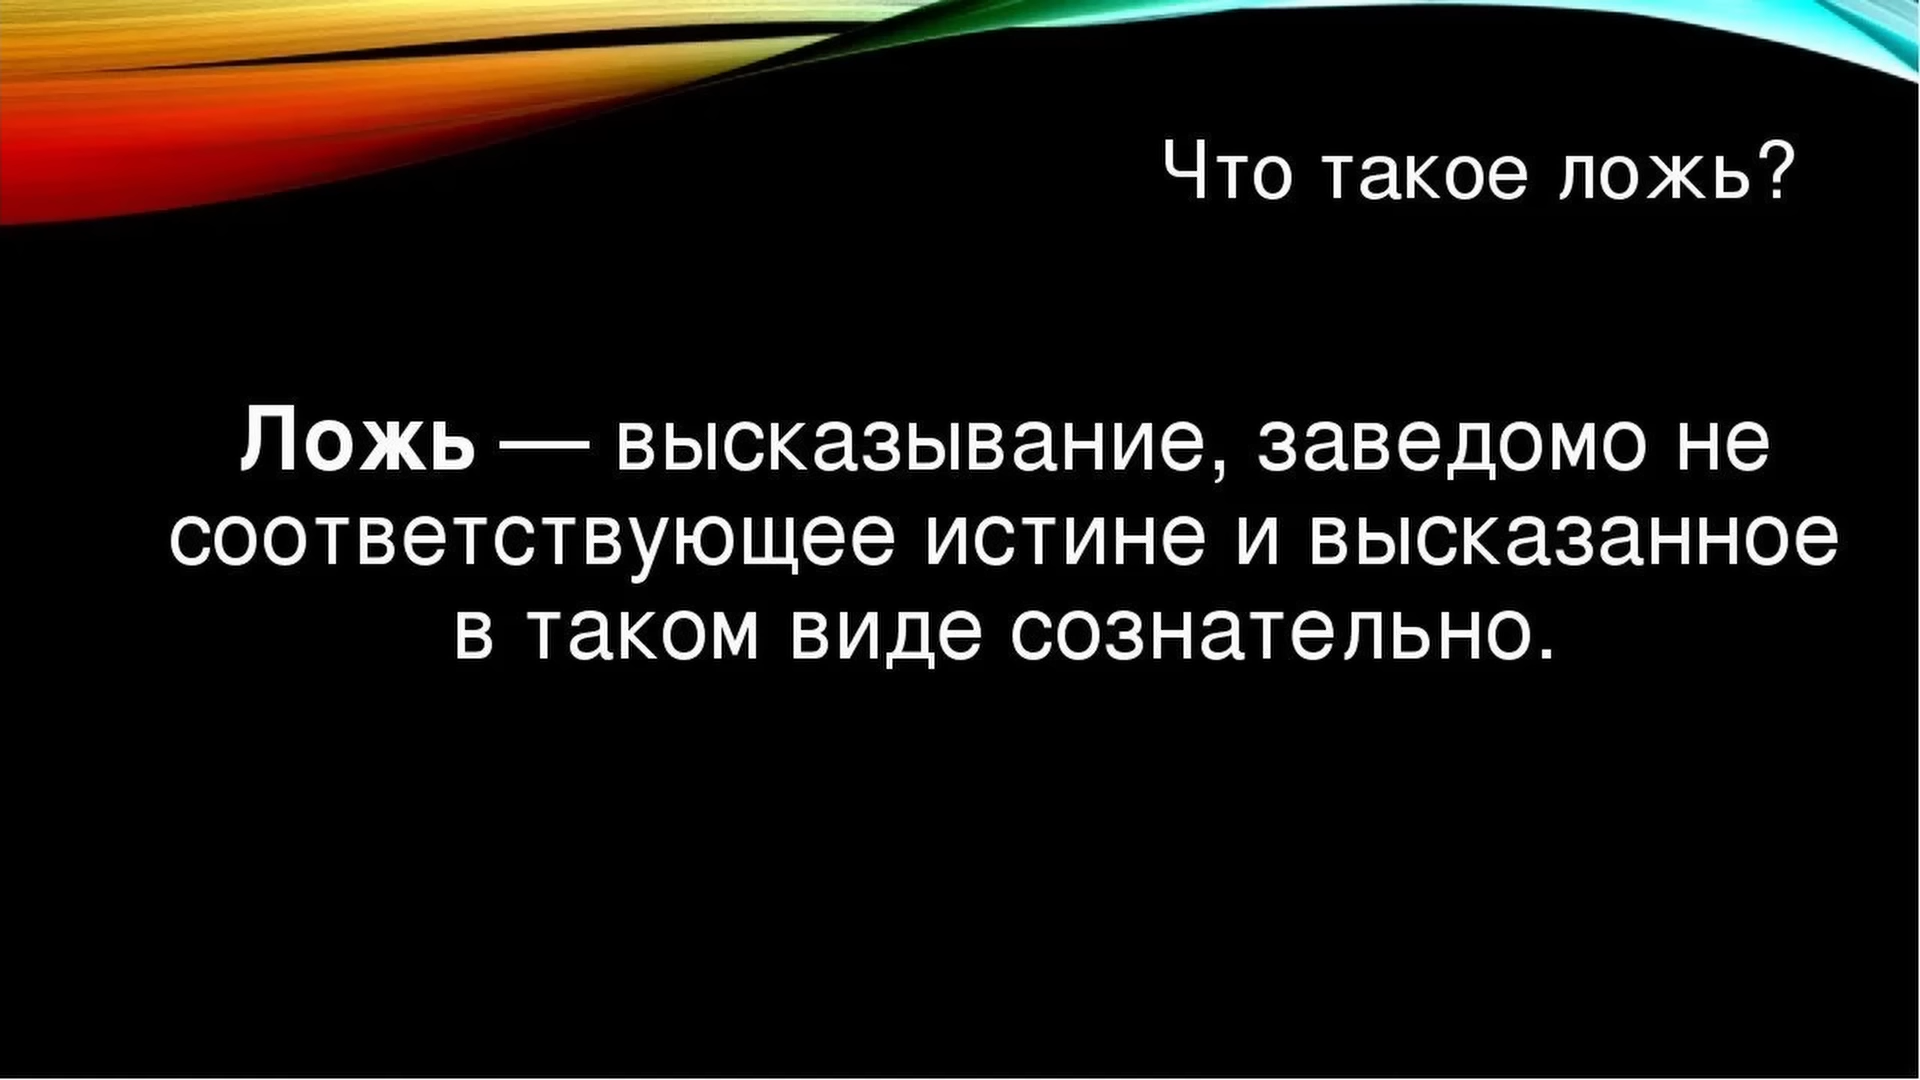 Что такое ложь?
Ложь — высказывание, заведомо не
соответствующее истине и высказанное
в таком виде сознательно.